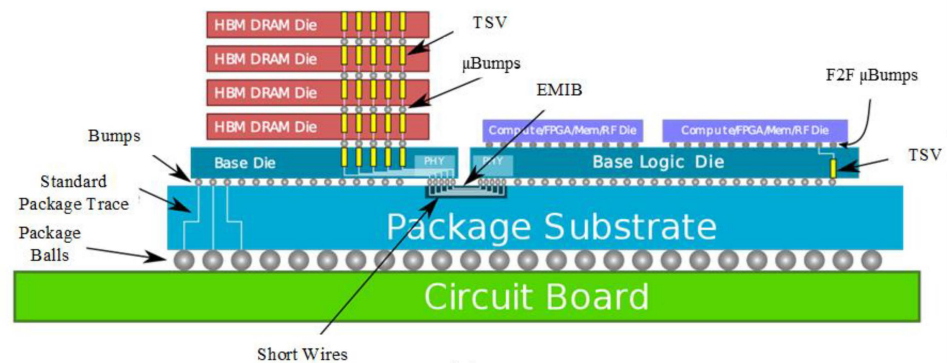 HBM DRAM Die
TSV
HBM DRAM Die
μBumps
HBM DRAM Die
EMIB
F2F μBumps
HBM DRAM Die
Compute/FPGA/Mem/RF Die
Compute/FPGA/Mem/RF Die
Bumps
Base Die
PHY
PHY
Base Logic Die
TSV
Standard
Package Trace
Package Substrate
Package
Balls
Circuit Board
Short Wires